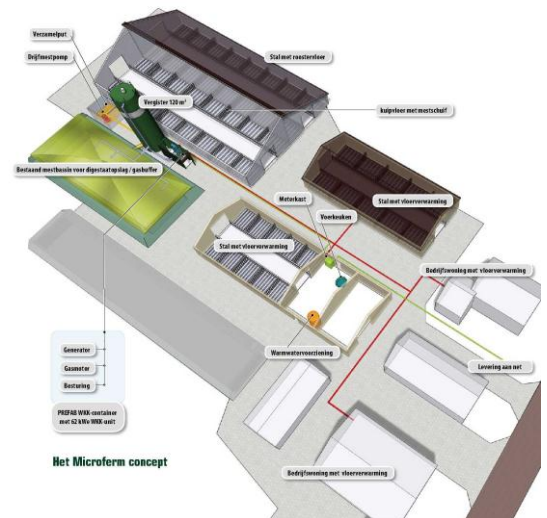 Verzamelput
Drijfmestpomp
Stal met roostervloer
Vergister 120 m³
kuipvloer met mestschuif
Bestaand mestbassin voor digestaatopslag / gasbuffer
Stal met vloerverwarming
Meterkast
Voerkeuken
Stal met vloerverwarming
Bedrijfswoning met vloerverwarming
Warmwatervoorziening
Levering aan net
Generator
Gasmotor
Besturing
PREFAB WKK-container
met 62 kWe WKK-unit
Het Microferm concept
Bedrijfswoning met vloerverwarming